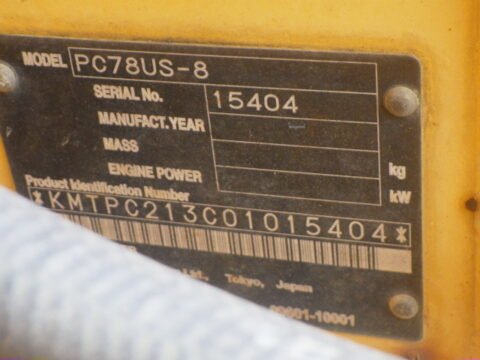 MODEL PC78US-8
SERIAL No. 15404
MANUFACT. YEAR
MASS kg
ENGINE POWER kW
Product Identification Number
*KMTPC213C01015404*
Ltd., Tokyo, Japan